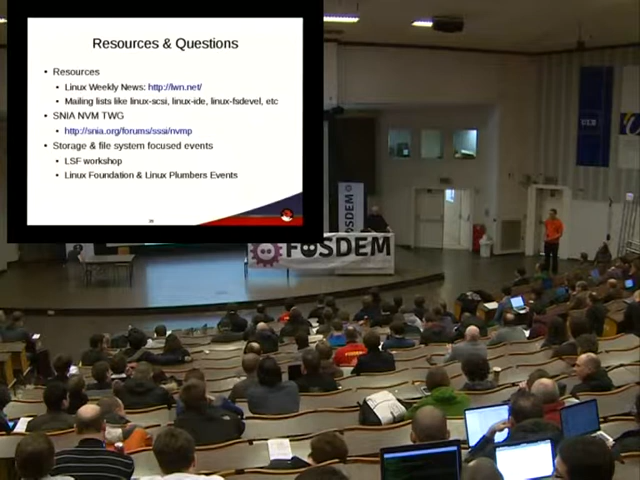 Resources & Questions
• Resources
• Linux Weekly News: http://lwn.net/
• Mailing lists like linux-scsi, linux-ide, linux-fsdevel, etc
• SNIA NVM TWG
• http://snia.org/forums/sssi/nvmp
• Storage & file system focused events
• LSF workshop
• Linux Foundation & Linux Plumbers Events
FOSDEM
FOSDEM
ULB